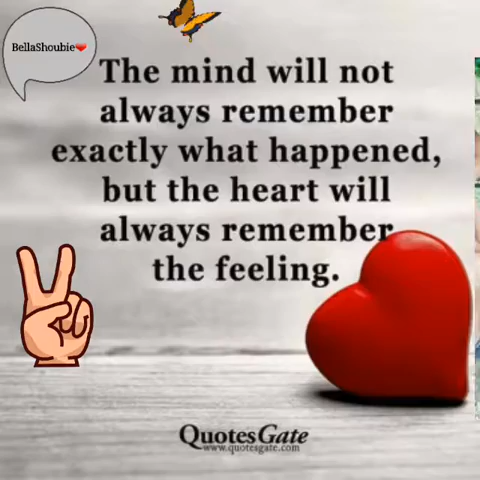 BellaShoubie❤
The mind will not
always remember
exactly what happened,
but the heart will
always remember
the feeling.
QuotesGate
www.quotesgate.com